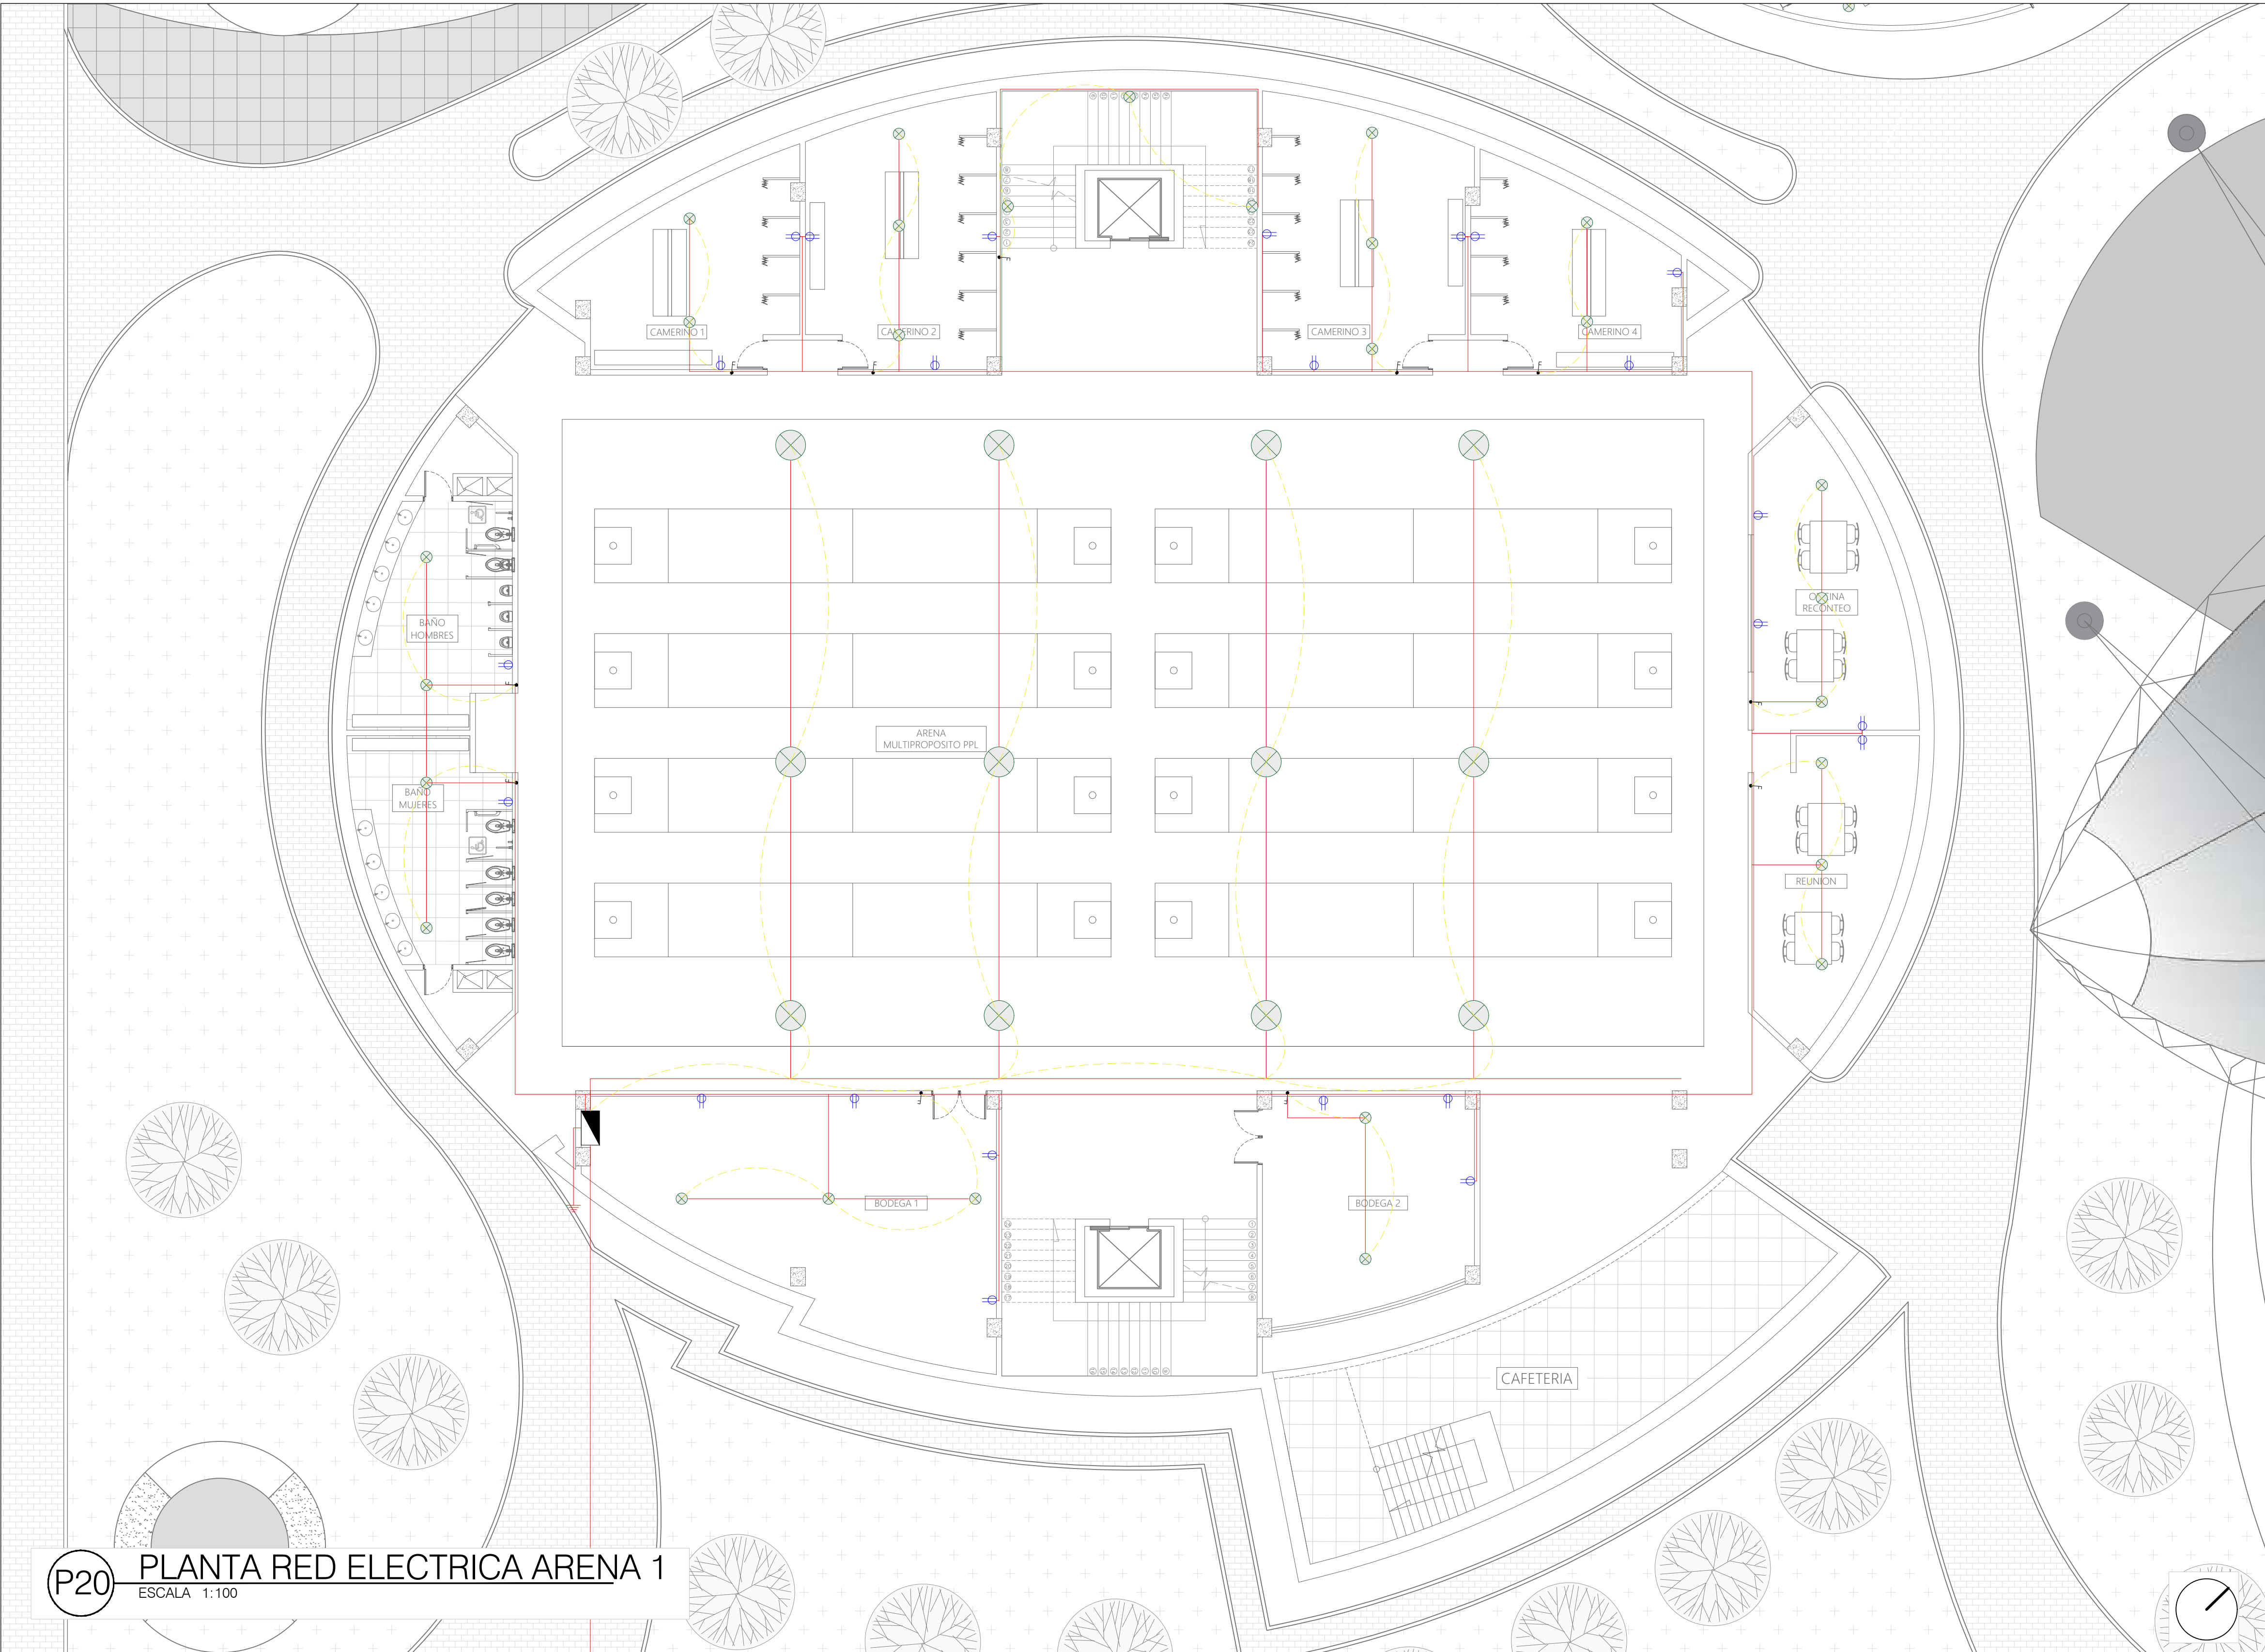 CAMERINO 1
CAMERINO 2
CAMERINO 3
CAMERINO 4
BAÑO
HOMBRES
OFICINA
RECONTEO
ARENA
MULTIPROPOSITO PPL
BAÑO
MUJERES
REUNION
BODEGA 1
BODEGA 2
CAFETERIA
P20
PLANTA RED ELECTRICA ARENA 1
ESCALA 1:100